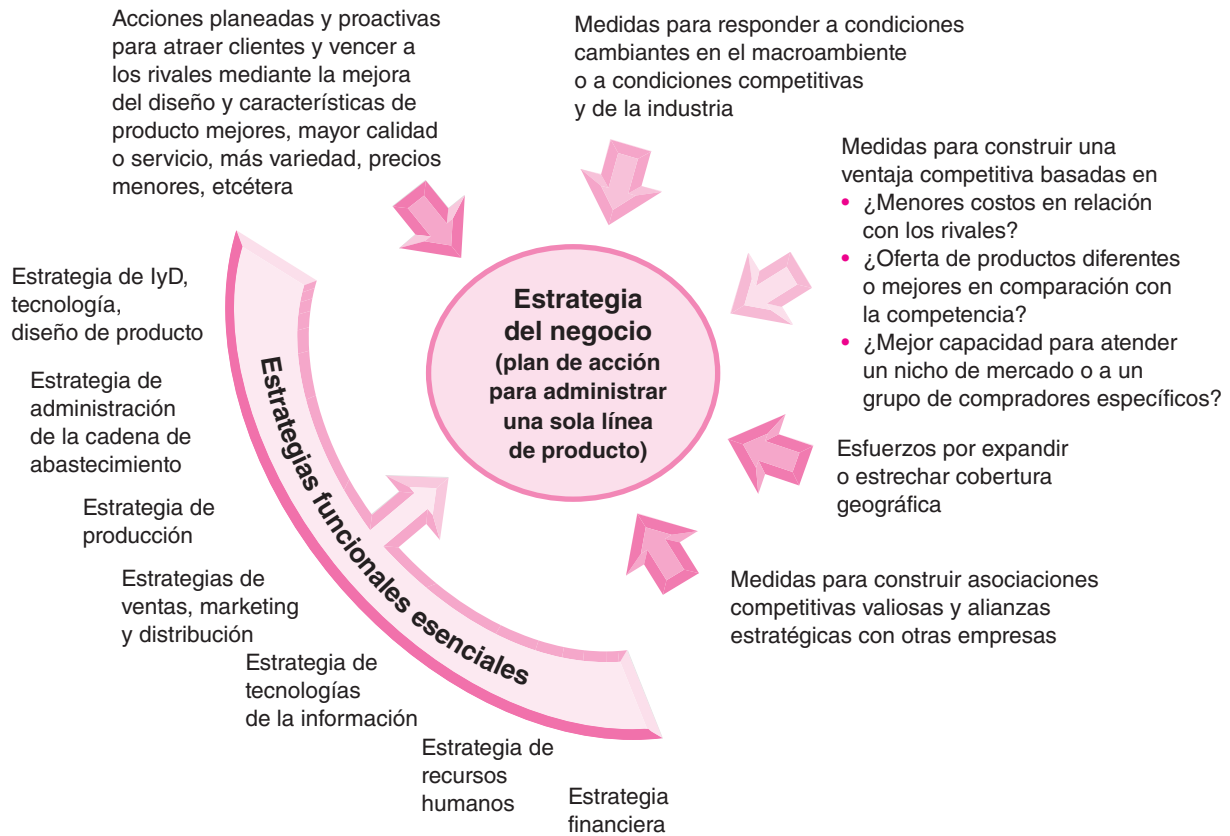 Acciones planeadas y proactivas
para atraer clientes y vencer a
los rivales mediante la mejora
del diseño y características de
producto mejores, mayor calidad
o servicio, más variedad, precios
menores, etcétera
Medidas para responder a condiciones
cambiantes en el macroambiente
o a condiciones competitivas
y de la industria
Medidas para construir una
ventaja competitiva basadas en
• ¿Menores costos en relación
con los rivales?
• ¿Oferta de productos diferentes
o mejores en comparación con
la competencia?
• ¿Mejor capacidad para atender
un nicho de mercado o a un
grupo de compradores específicos?
Esfuerzos por expandir
o estrechar cobertura
geográfica
Medidas para construir asociaciones
competitivas valiosas y alianzas
estratégicas con otras empresas
Estrategia
del negocio
(plan de acción
para administrar
una sola línea
de producto)
Estrategias funcionales esenciales
Estrategia de IyD,
tecnología,
diseño de producto
Estrategia de
administración
de la cadena de
abastecimiento
Estrategia de
producción
Estrategias de
ventas, marketing
y distribución
Estrategia de
tecnologías
de la información
Estrategia de
recursos
humanos
Estrategia
financiera